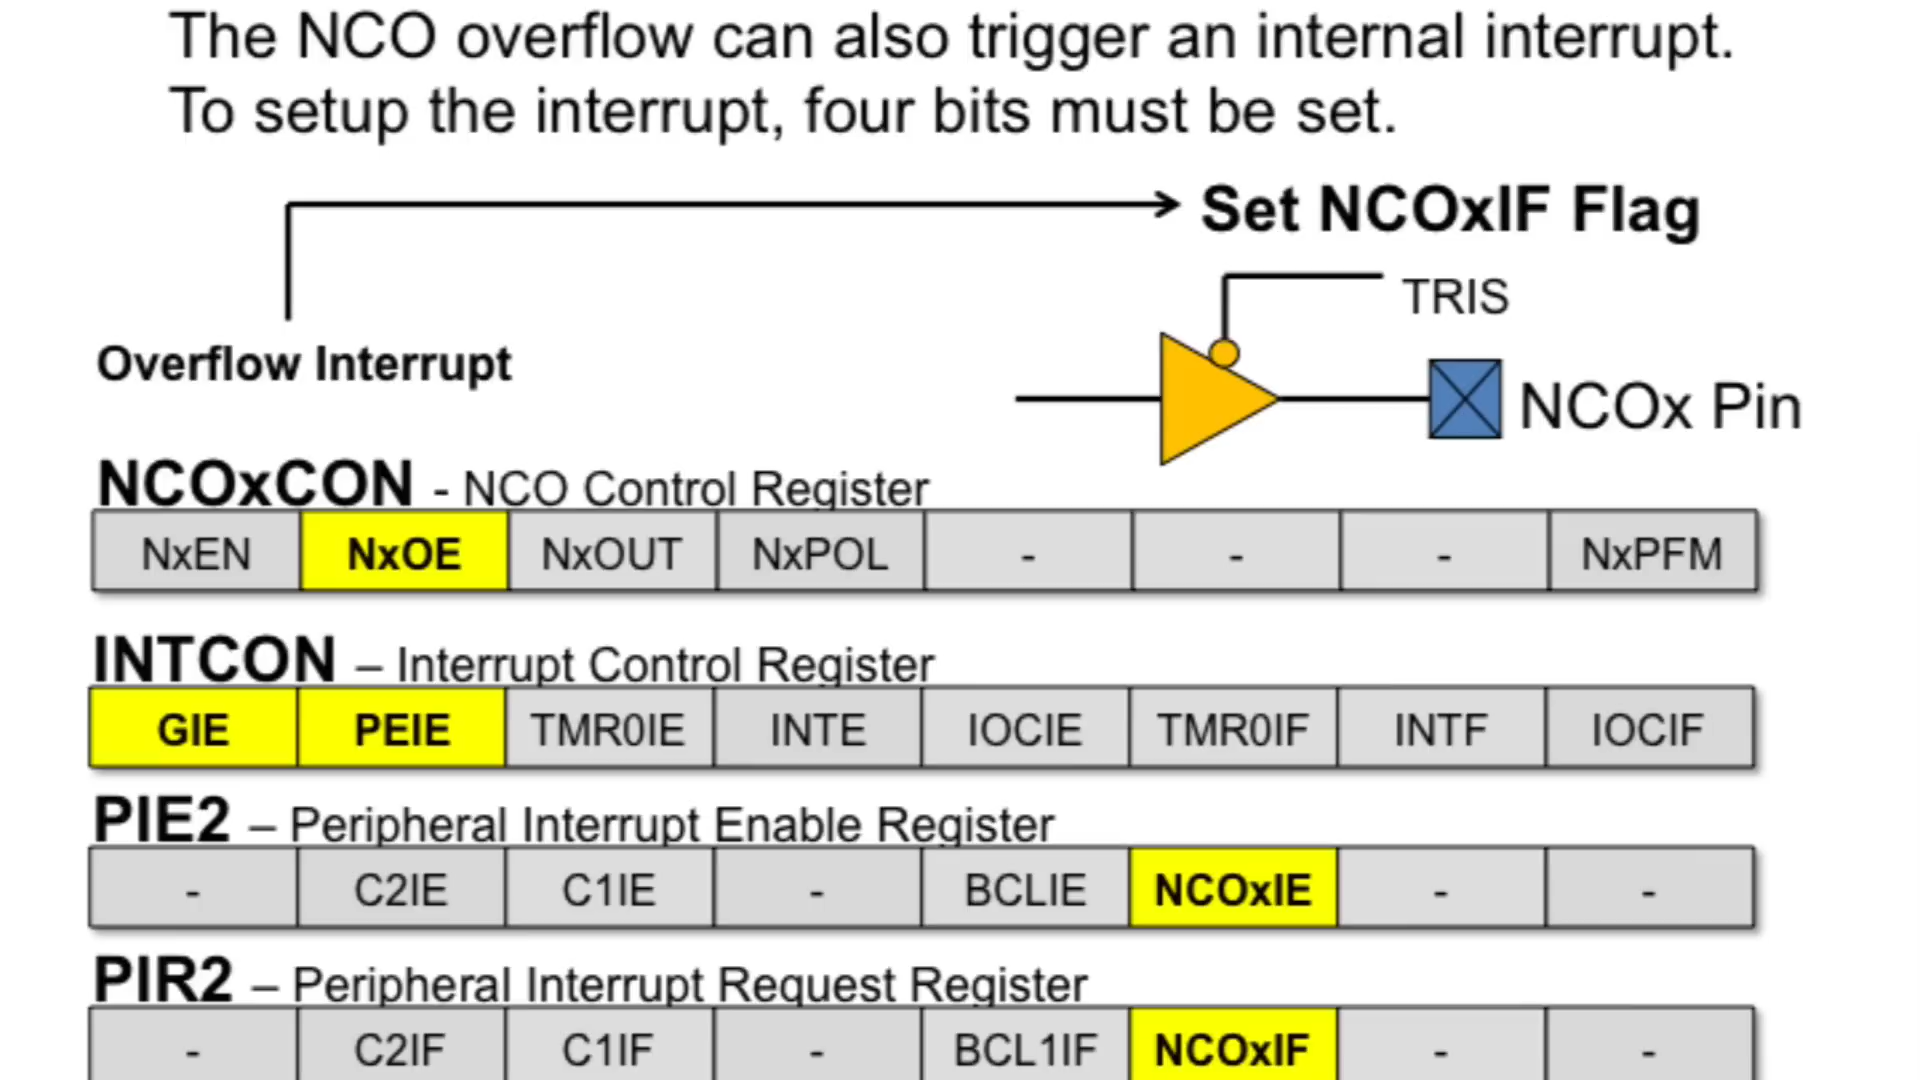 The NCO overflow can also trigger an internal interrupt.
To setup the interrupt, four bits must be set.
Set NCOxIF Flag
TRIS
Overflow Interrupt
NCOx Pin
NCOxCON - NCO Control Register
NxEN NxOE NxOUT NxPOL - - - NxPFM
INTCON – Interrupt Control Register
GIE PEIE TMR0IE INTE IOCIE TMR0IF INTF IOCIF
PIE2 – Peripheral Interrupt Enable Register
- C2IE C1IE - BCLIE NCOxIE - -
PIR2 – Peripheral Interrupt Request Register
- C2IF C1IF - BCL1IF NCOxIF - -